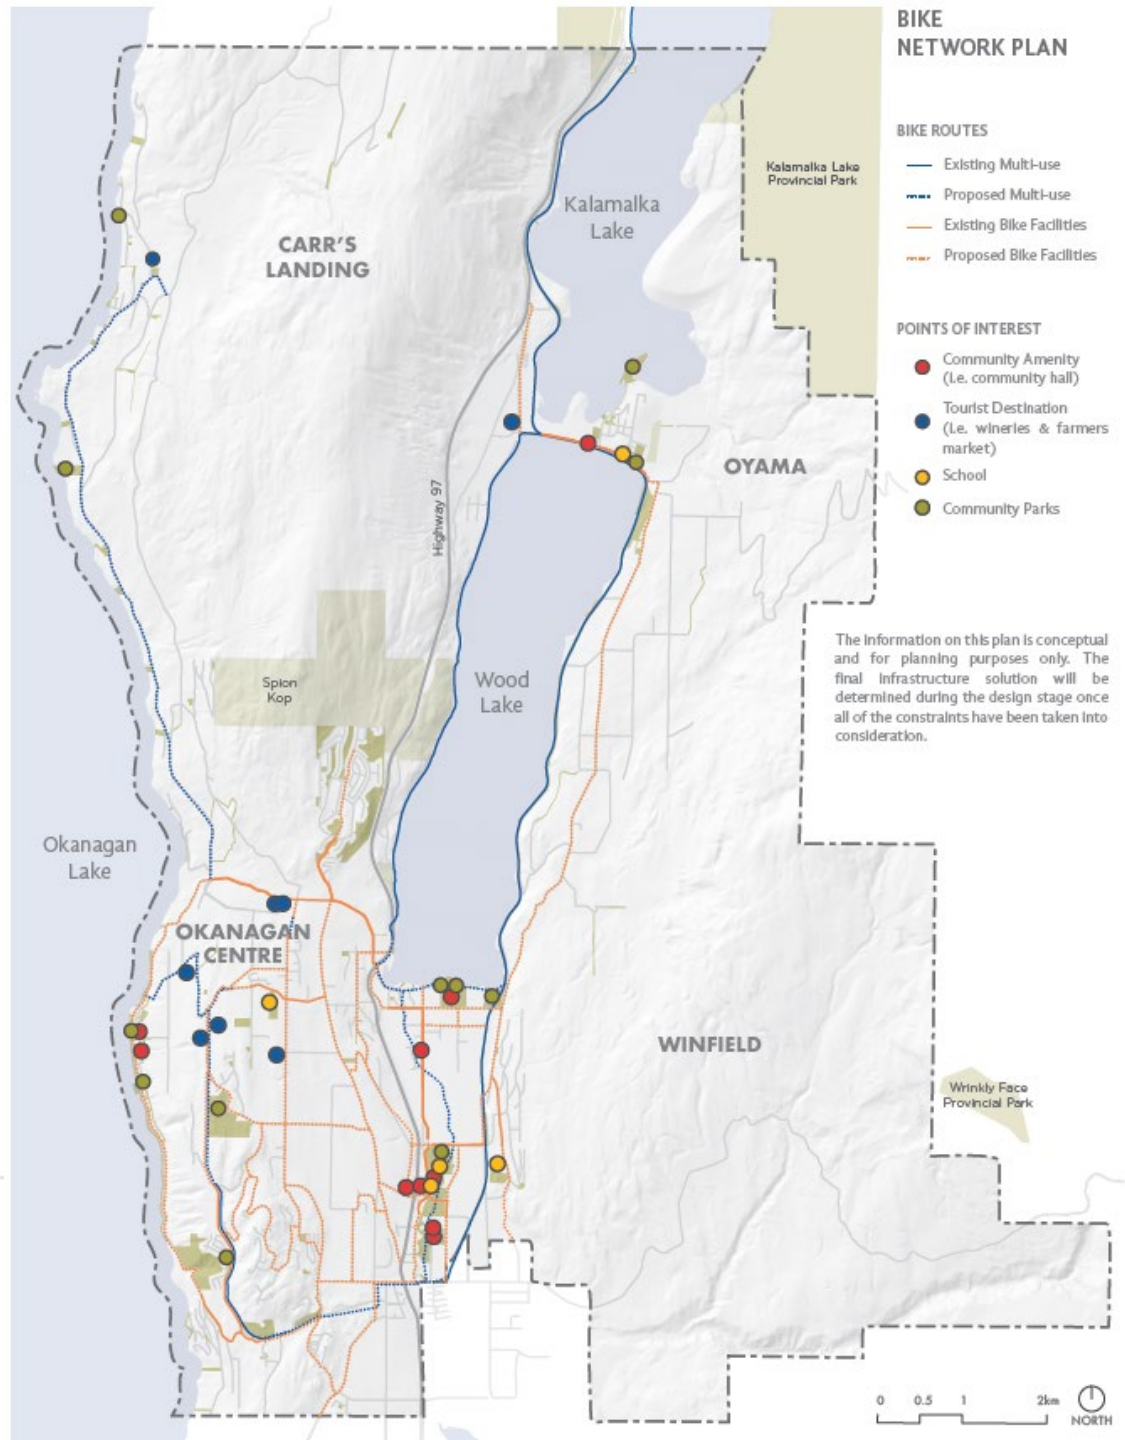 BIKE
NETWORK PLAN
BIKE ROUTES
Existing Multi-use
Proposed Multi-use
Existing Bike Facilities
Proposed Bike Facilities
POINTS OF INTEREST
Community Amenity
(i.e. community hall)
Tourist Destination
(i.e. wineries & farmers
market)
School
Community Parks
The information on this plan is conceptual
and for planning purposes only. The
final infrastructure solution will be
determined during the design stage once
all of the constraints have been taken into
consideration.
Kalamalka Lake
Provincial Park
Kalamalka
Lake
CARR'S
LANDING
OYAMA
Highway 97
Spion
Kop
Wood
Lake
Okanagan
Lake
OKANAGAN
CENTRE
WINFIELD
Wrinkly Face
Provincial Park
0 0.5 1 2km
NORTH